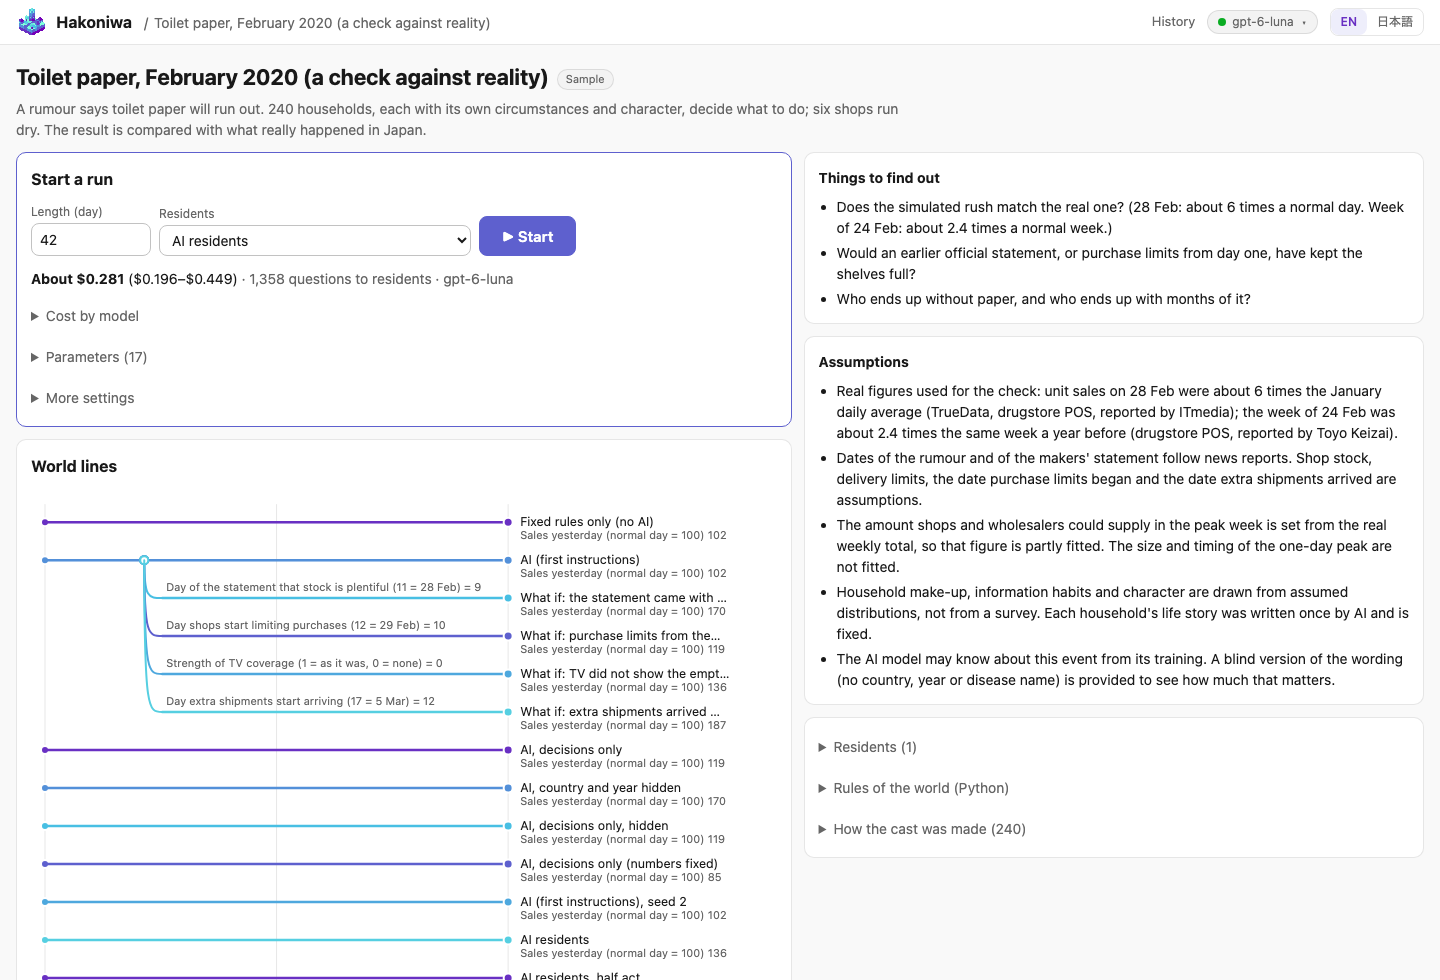 Hakoniwa / Toilet paper, February 2020 (a check against reality)
History
gpt-6-luna
EN
日本語
Toilet paper, February 2020 (a check against reality)
Sample
A rumour says toilet paper will run out. 240 households, each with its own circumstances and character, decide what to do; six shops run
dry. The result is compared with what really happened in Japan.
Start a run
Length (day)
Residents
42
AI residents
Start
About $0.281 ($0.196–$0.449) · 1,358 questions to residents · gpt-6-luna
Cost by model
Parameters (17)
More settings
World lines
Fixed rules only (no AI)
Sales yesterday (normal day = 100) 102
AI (first instructions)
Sales yesterday (normal day = 100) 102
Day of the statement that stock is plentiful (11 = 28 Feb) = 9
What if: the statement came with ...
Sales yesterday (normal day = 100) 170
Day shops start limiting purchases (12 = 29 Feb) = 10
What if: purchase limits from the...
Sales yesterday (normal day = 100) 119
Strength of TV coverage (1 = as it was, 0 = none) = 0
What if: TV did not show the empt...
Sales yesterday (normal day = 100) 136
Day extra shipments start arriving (17 = 5 Mar) = 12
What if: extra shipments arrived ...
Sales yesterday (normal day = 100) 187
AI, decisions only
Sales yesterday (normal day = 100) 119
AI, country and year hidden
Sales yesterday (normal day = 100) 170
AI, decisions only, hidden
Sales yesterday (normal day = 100) 119
AI, decisions only (numbers fixed)
Sales yesterday (normal day = 100) 85
AI (first instructions), seed 2
Sales yesterday (normal day = 100) 102
AI residents
Sales yesterday (normal day = 100) 136
AI residents, half act
Things to find out
Does the simulated rush match the real one? (28 Feb: about 6 times a normal day. Week
of 24 Feb: about 2.4 times a normal week.)
Would an earlier official statement, or purchase limits from day one, have kept the
shelves full?
Who ends up without paper, and who ends up with months of it?
Assumptions
Real figures used for the check: unit sales on 28 Feb were about 6 times the January
daily average (TrueData, drugstore POS, reported by ITmedia); the week of 24 Feb was
about 2.4 times the same week a year before (drugstore POS, reported by Toyo Keizai).
Dates of the rumour and of the makers' statement follow news reports. Shop stock,
delivery limits, the date purchase limits began and the date extra shipments arrived are
assumptions.
The amount shops and wholesalers could supply in the peak week is set from the real
weekly total, so that figure is partly fitted. The size and timing of the one-day peak are
not fitted.
Household make-up, information habits and character are drawn from assumed
distributions, not from a survey. Each household's life story was written once by AI and is
fixed.
The AI model may know about this event from its training. A blind version of the wording
(no country, year or disease name) is provided to see how much that matters.
Residents (1)
Rules of the world (Python)
How the cast was made (240)